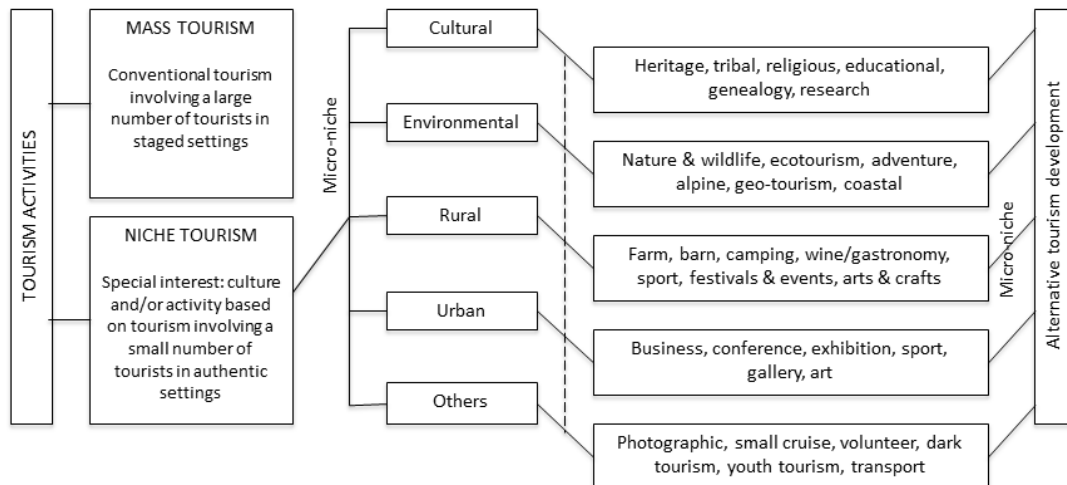 TOURISM ACTIVITIES
MASS TOURISM
Conventional tourism
involving a large
number of tourists in
staged settings
NICHE TOURISM
Special interest: culture
and/or activity based
on tourism involving a
small number of
tourists in authentic
settings
Micro-niche
Cultural
Environmental
Rural
Urban
Others
Heritage, tribal, religious, educational,
genealogy, research
Nature & wildlife, ecotourism, adventure,
alpine, geo-tourism, coastal
Farm, barn, camping, wine/gastronomy,
sport, festivals & events, arts & crafts
Business, conference, exhibition, sport,
gallery, art
Photographic, small cruise, volunteer, dark
tourism, youth tourism, transport
Micro-niche
Alternative tourism development